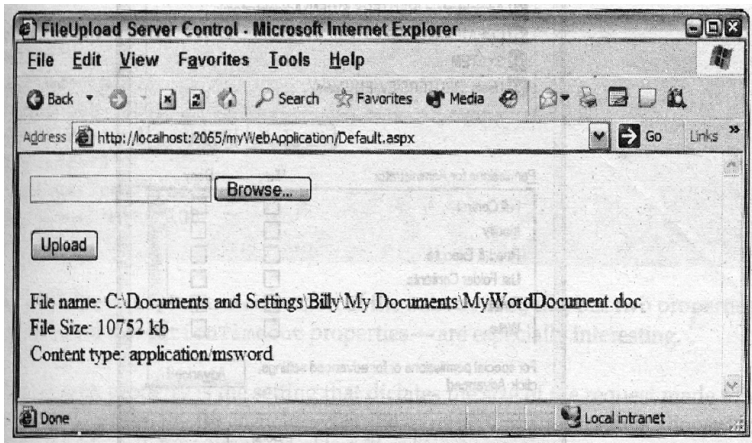 FileUpload Server Control - Microsoft Internet Explorer
File Edit View Favorites Tools Help
Back Search Favorites Media
Address http://localhost:2065/myWebApplication/Default.aspx Go Links »
Browse...
Upload
File name: C:\Documents and Settings\Billy\My Documents\MyWordDocument.doc
File Size: 10752 kb
Content type: application/msword
Done Local intranet